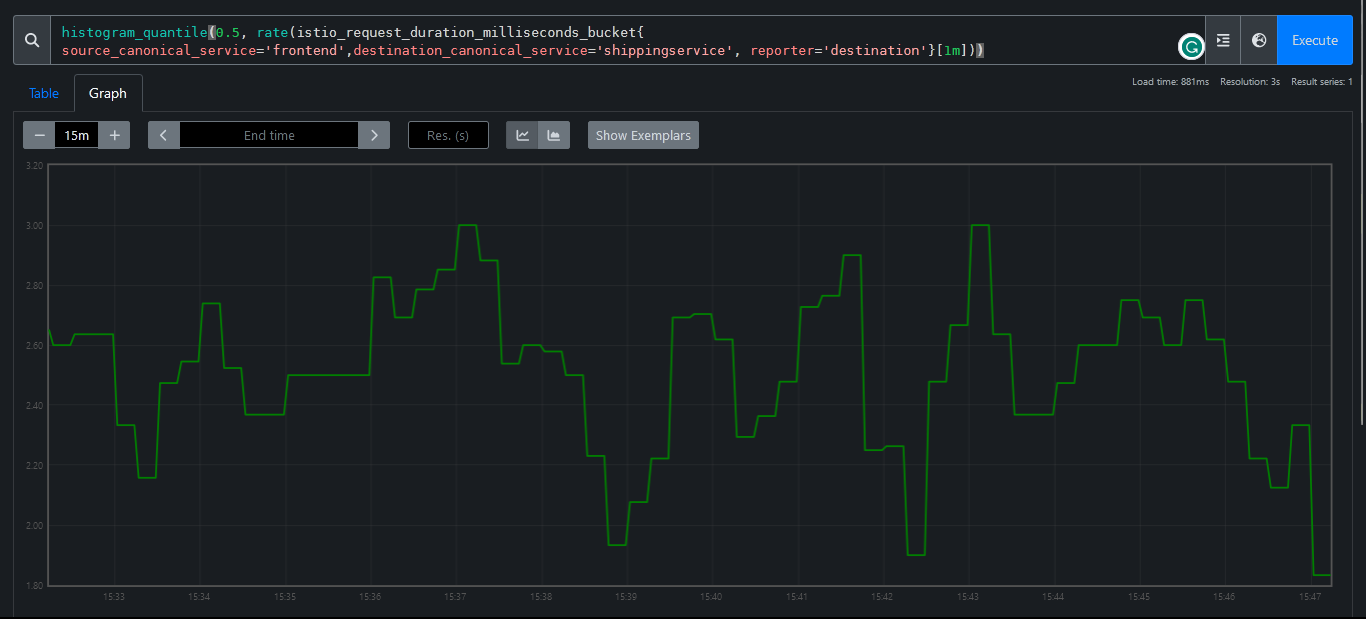 histogram_quantile(0.5, rate(istio_request_duration_milliseconds_bucket{
source_canonical_service='frontend',destination_canonical_service='shippingservice', reporter='destination'}[1m]))
Execute
Load time: 881ms Resolution: 3s Result series: 1
Table Graph
− 15m + End time Res. (s) Show Exemplars
3.20
3.00
2.80
2.60
2.40
2.20
2.00
1.80
15:33 15:34 15:35 15:36 15:37 15:38 15:39 15:40 15:41 15:42 15:43 15:44 15:45 15:46 15:47